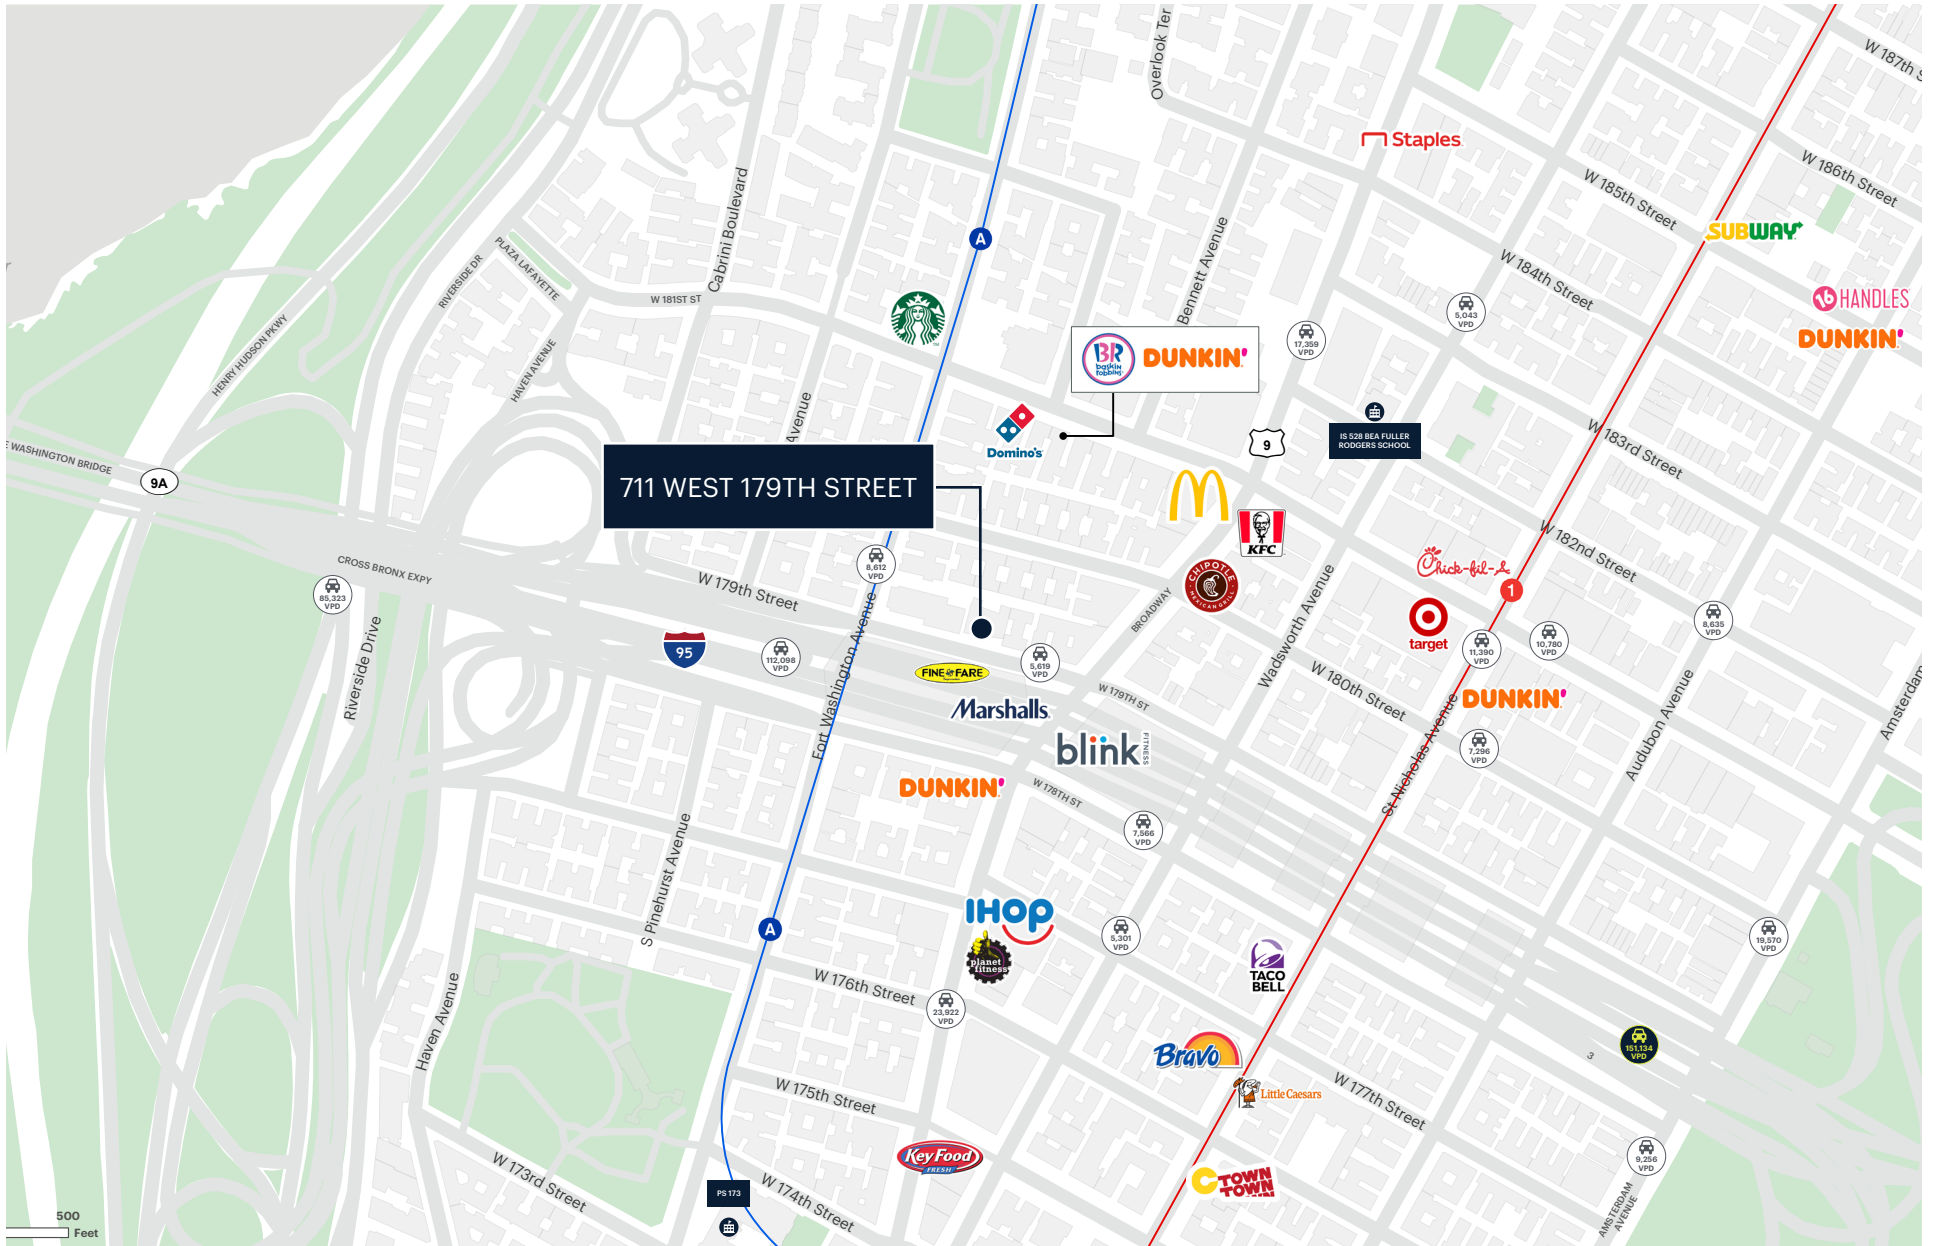 Overlook Ter
W 187th S
Staples
W 186th Street
W 185th Street
SUBWAY
Cabrini Boulevard
A
PLAZA LAFAYETTE
RIVERSIDE DR
Bennett Avenue
W 184th Street
16 HANDLES
DUNKIN'
W 181ST ST
5,043
VPD
17,359
VPD
HENRY HUDSON PKWY
HAVEN AVENUE
BR
baskin
robbins
DUNKIN'
Avenue
Domino's
9
IS 528 BEA FULLER
RODGERS SCHOOL
W 183rd Street
E WASHINGTON BRIDGE
9A
711 WEST 179TH STREET
KFC
CHIPOTLE
MEXICAN GRILL
W 182nd Street
CROSS BRONX EXPY
8,612
VPD
Chick-fil-A
1
85,323
VPD
W 179th Street
BROADWAY
Wadsworth Avenue
target
8,635
VPD
95
112,098
VPD
Fort Washington Avenue
FINE FARE
5,619
VPD
11,390
VPD
10,780
VPD
Riverside Drive
Marshalls
W 179TH ST
W 180th Street
DUNKIN'
Audubon Avenue
Amsterdam
blink
FITNESS
7,296
VPD
St Nicholas Avenue
DUNKIN'
W 178TH ST
7,566
VPD
S Pinehurst Avenue
IHOP
A
planet
fitness
5,301
VPD
TACO
BELL
19,570
VPD
W 176th Street
23,922
VPD
Haven Avenue
Bravo
3
151,134
VPD
Little Caesars
W 175th Street
W 177th Street
Key Food
FRESH
9,256
VPD
W 173rd Street
PS 173
W 174th Street
C TOWN
TOWN
AMSTERDAM
AVENUE
500
Feet